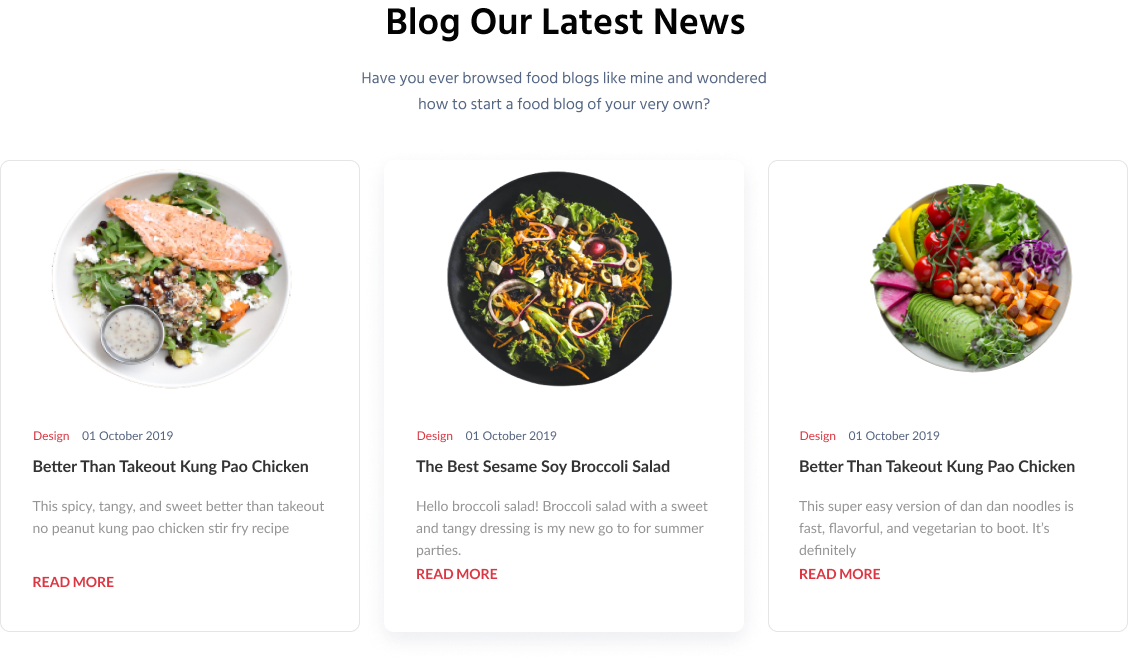 Blog Our Latest News
Have you ever browsed food blogs like mine and wondered
how to start a food blog of your very own?
Design 01 October 2019
Better Than Takeout Kung Pao Chicken
This spicy, tangy, and sweet better than takeout
no peanut kung pao chicken stir fry recipe
READ MORE
Design 01 October 2019
The Best Sesame Soy Broccoli Salad
Hello broccoli salad! Broccoli salad with a sweet
and tangy dressing is my new go to for summer
parties.
READ MORE
Design 01 October 2019
Better Than Takeout Kung Pao Chicken
This super easy version of dan dan noodles is
fast, flavorful, and vegetarian to boot. It’s
definitely
READ MORE